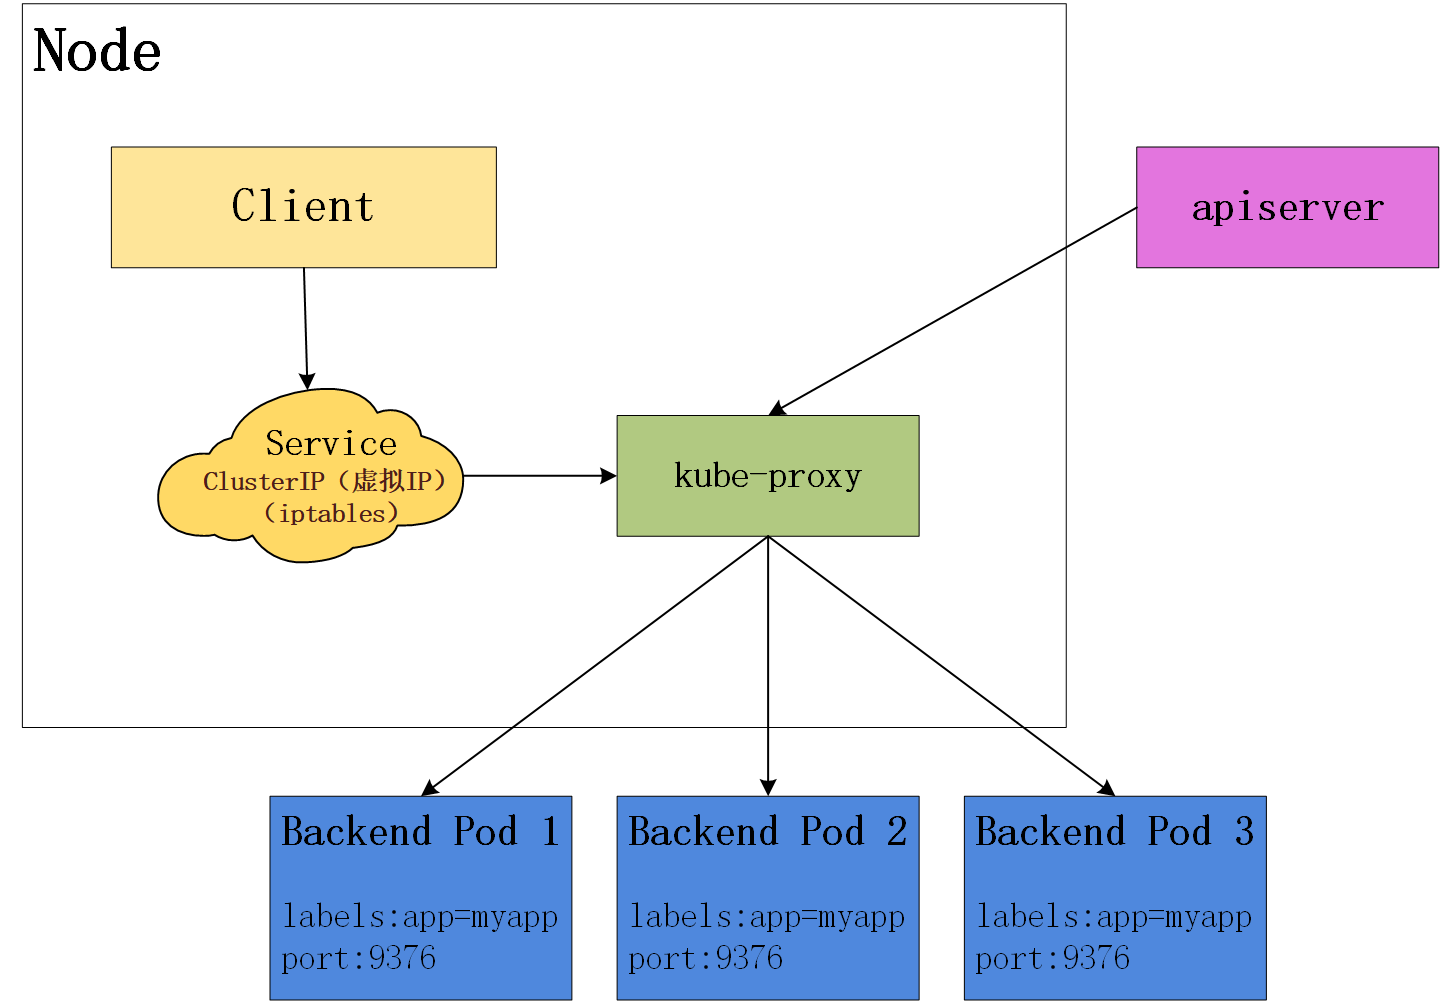 Node
Client
apiserver
Service
ClusterIP（虚拟IP）
（iptables）
kube-proxy
Backend Pod 1
labels:app=myapp
port:9376
Backend Pod 2
labels:app=myapp
port:9376
Backend Pod 3
labels:app=myapp
port:9376